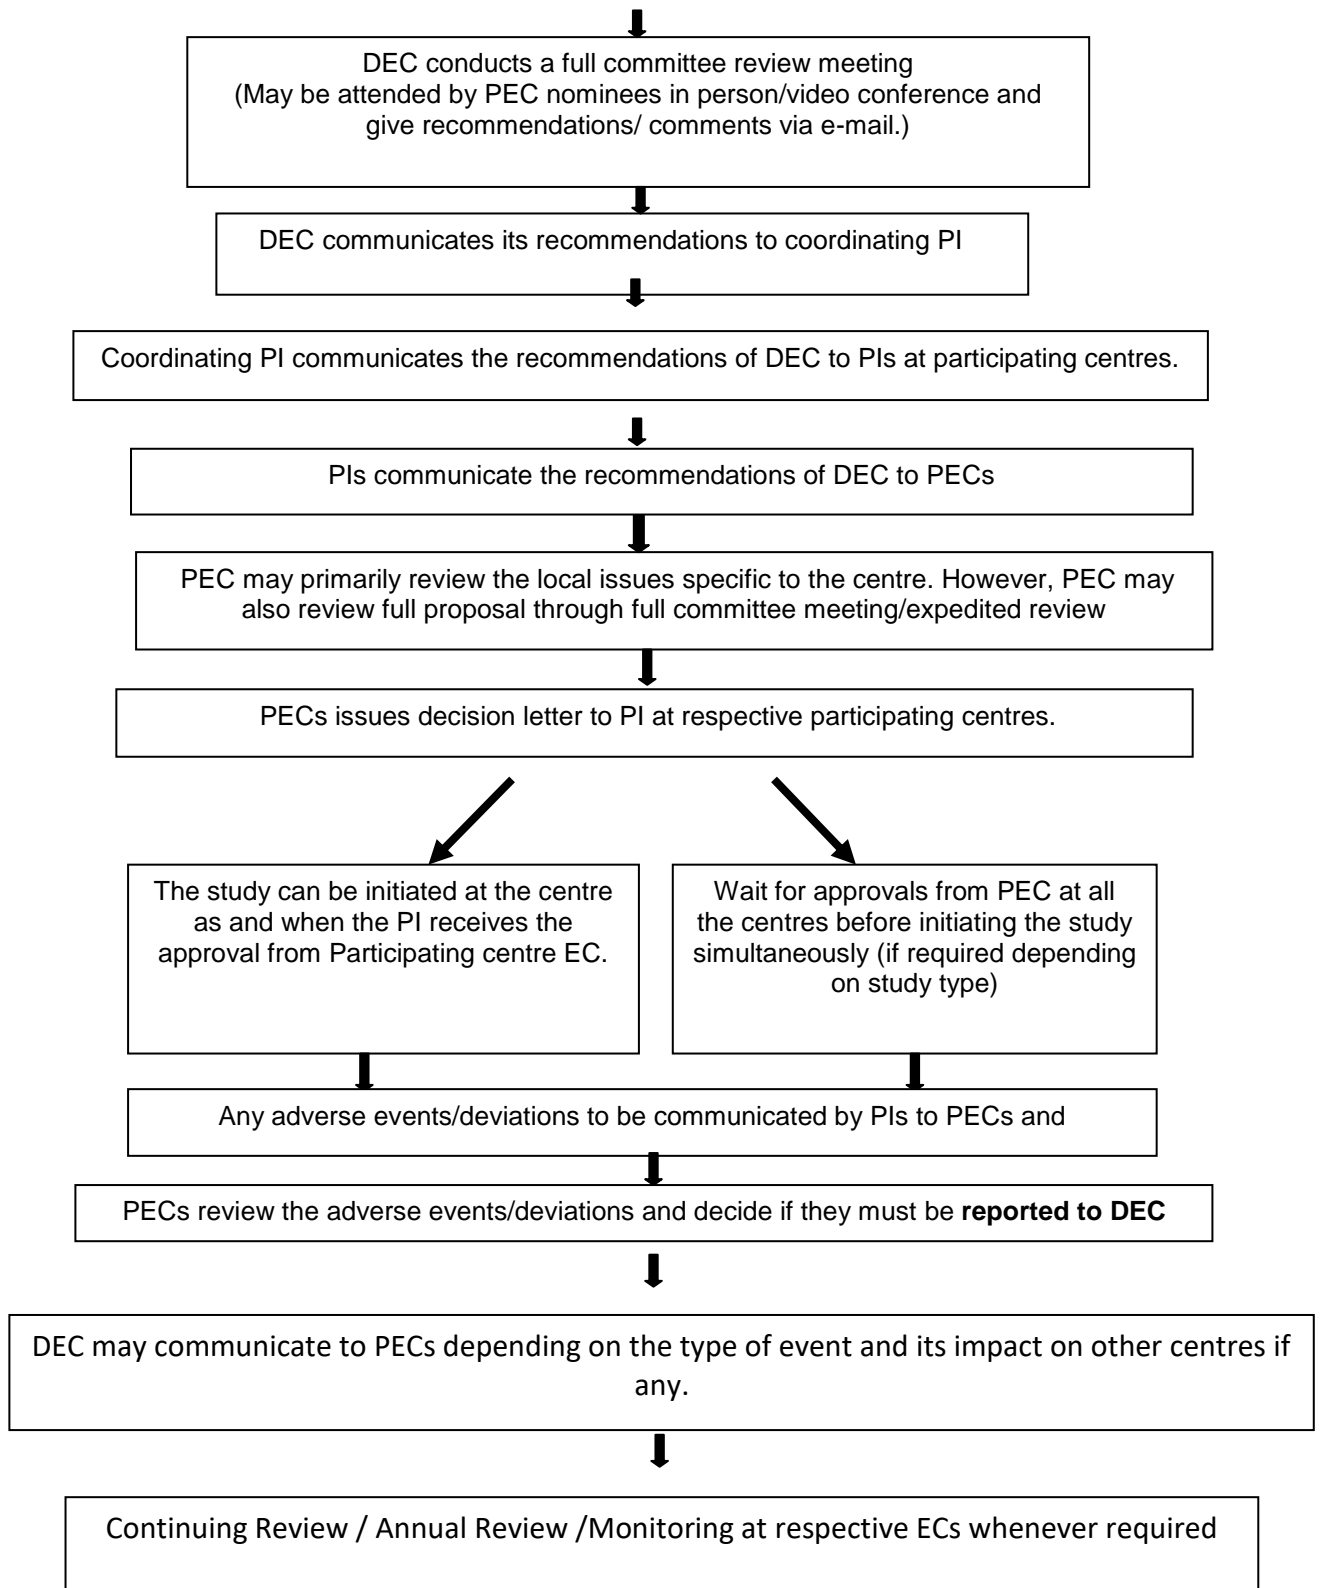 DEC conducts a full committee review meeting
(May be attended by PEC nominees in person/video conference and
give recommendations/ comments via e-mail.)
DEC communicates its recommendations to coordinating PI
Coordinating PI communicates the recommendations of DEC to PIs at participating centres.
PIs communicate the recommendations of DEC to PECs
PEC may primarily review the local issues specific to the centre. However, PEC may
also review full proposal through full committee meeting/expedited review
PECs issues decision letter to PI at respective participating centres.
The study can be initiated at the centre
as and when the PI receives the
approval from Participating centre EC.
Wait for approvals from PEC at all
the centres before initiating the study
simultaneously (if required depending
on study type)
Any adverse events/deviations to be communicated by PIs to PECs and
PECs review the adverse events/deviations and decide if they must be reported to DEC
DEC may communicate to PECs depending on the type of event and its impact on other centres if
any.
Continuing Review / Annual Review /Monitoring at respective ECs whenever required